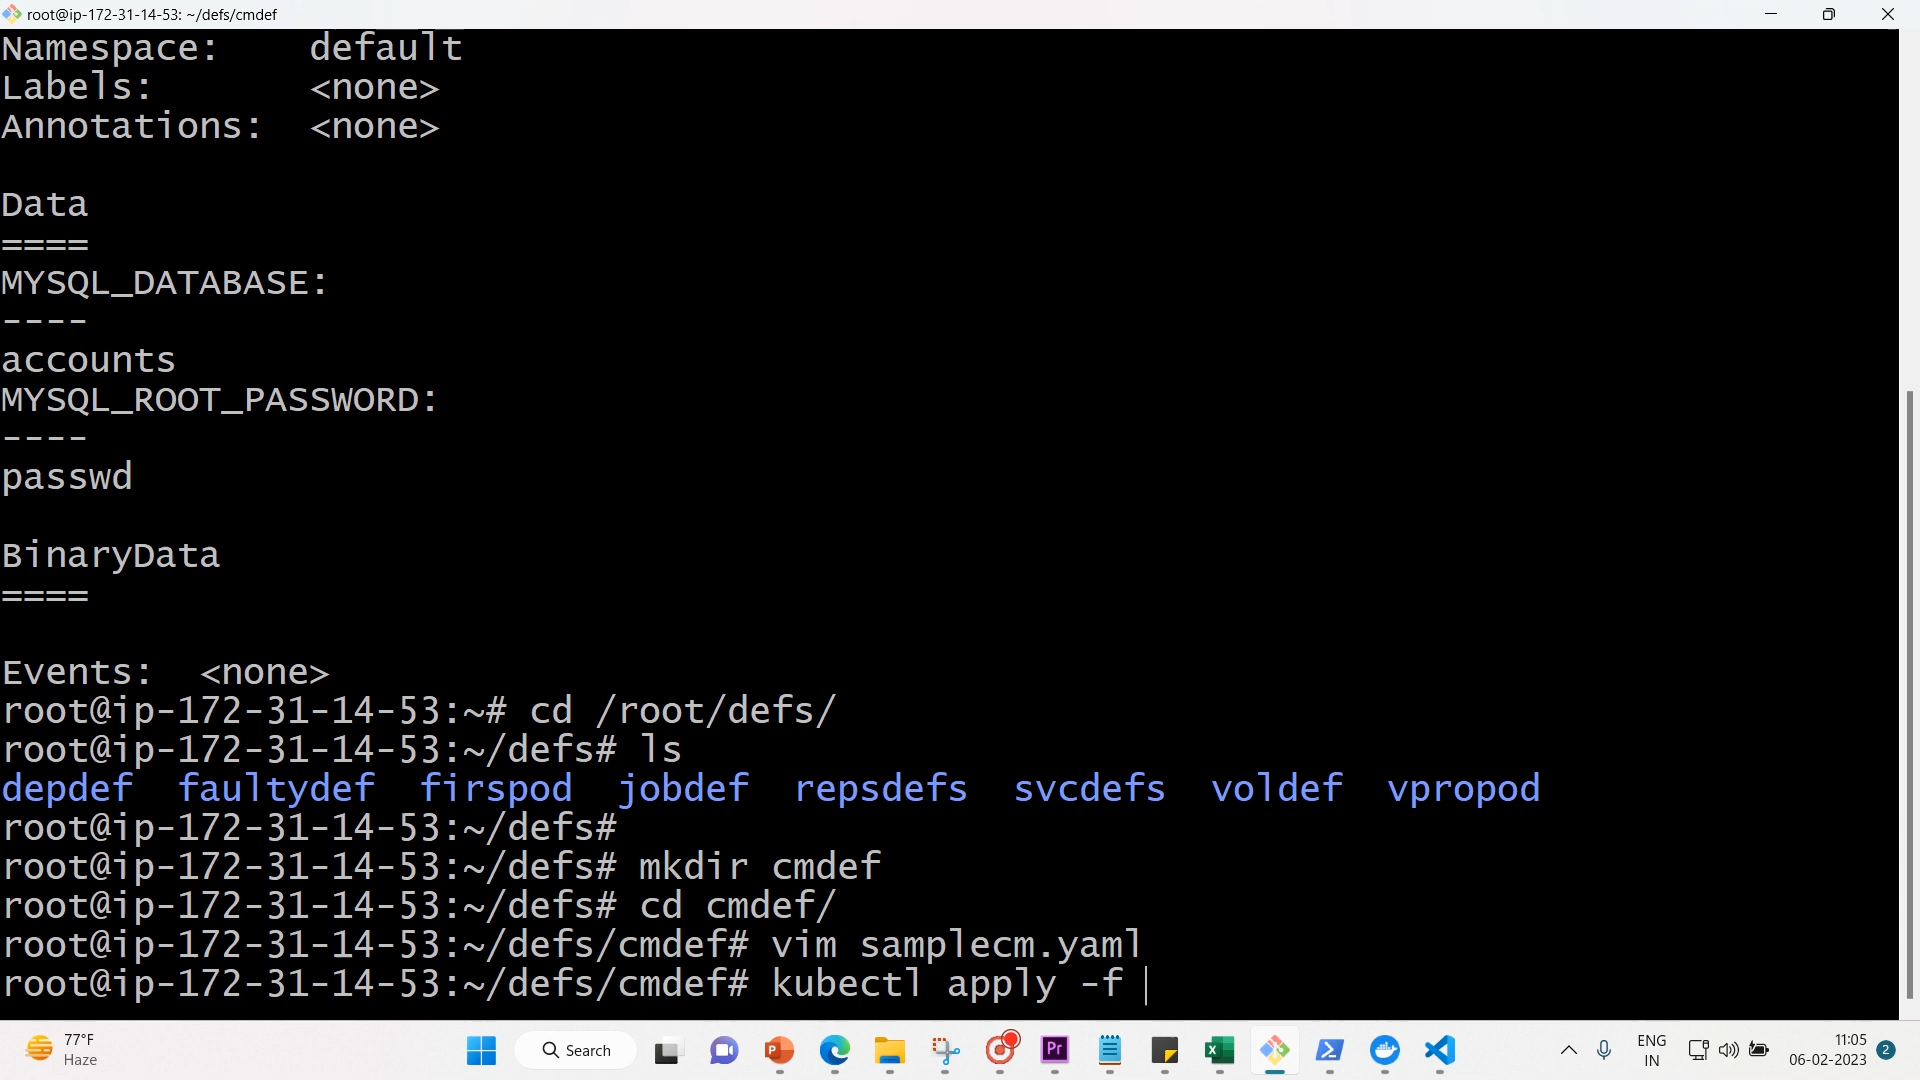 root@ip-172-31-14-53: ~/defs/cmdef
Namespace:    default
Labels:       <none>
Annotations:  <none>
Data
====
MYSQL_DATABASE:
----
accounts
MYSQL_ROOT_PASSWORD:
----
passwd
BinaryData
====
Events:  <none>
root@ip-172-31-14-53:~# cd /root/defs/
root@ip-172-31-14-53:~/defs# ls
depdef  faultydef  firspod  jobdef  repsdefs  svcdefs  voldef  vpropod
root@ip-172-31-14-53:~/defs#
root@ip-172-31-14-53:~/defs# mkdir cmdef
root@ip-172-31-14-53:~/defs# cd cmdef/
root@ip-172-31-14-53:~/defs/cmdef# vim samplecm.yaml
root@ip-172-31-14-53:~/defs/cmdef# kubectl apply -f
77°F
Haze
Search
P
Pr
X
ENG
IN
11:05
06-02-2023
2